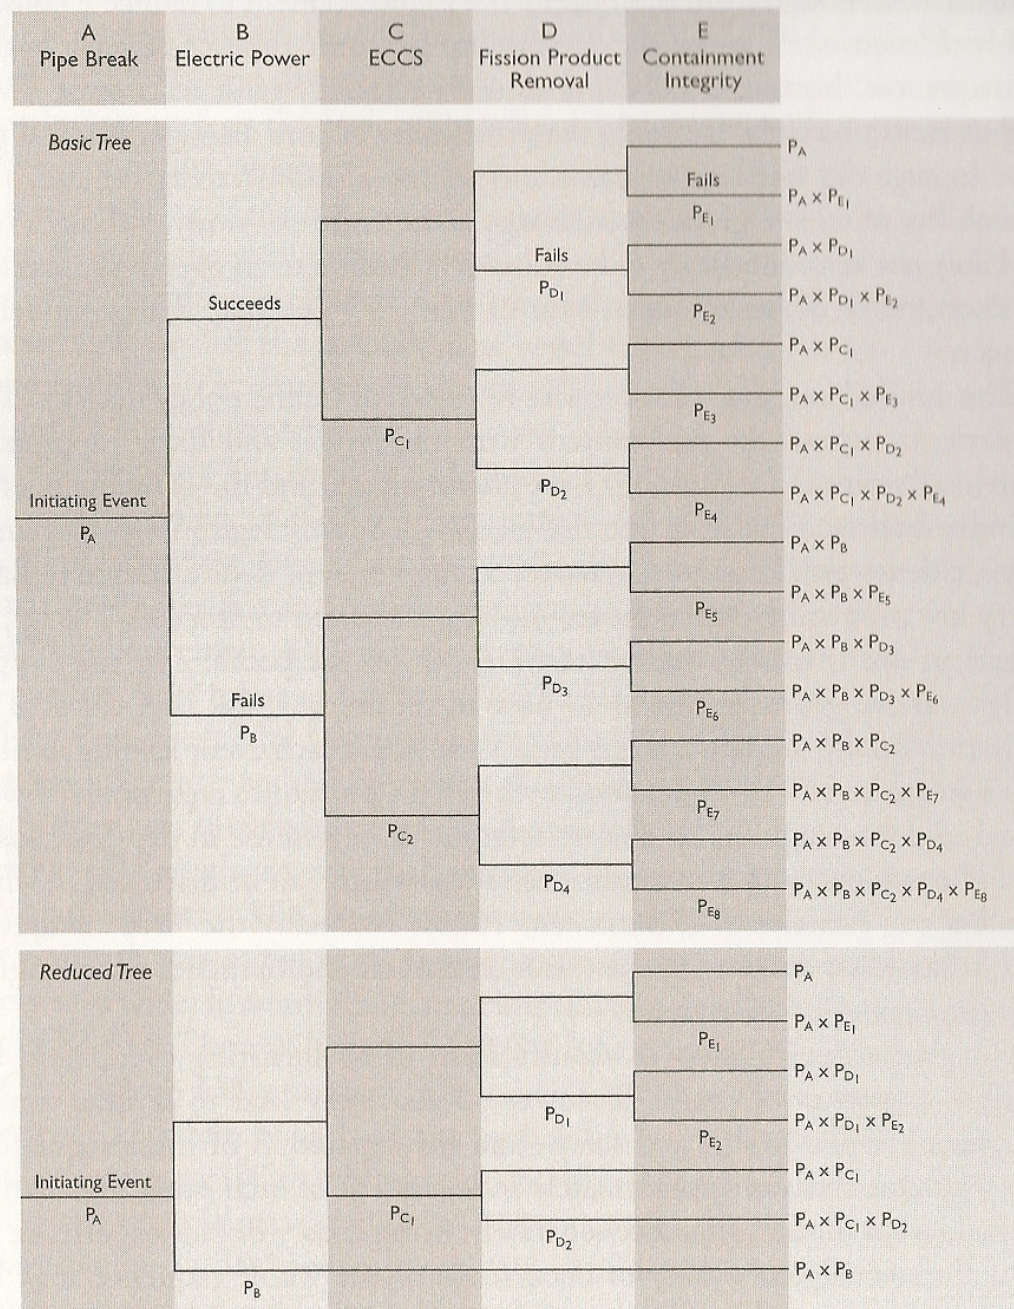 A
Pipe Break
B
Electric Power
C
ECCS
D
Fission Product
Removal
E
Containment
Integrity
Basic Tree
P_A
Fails
P_E1
P_A x P_E1
P_A x P_D1
Fails
P_D1
P_E2
P_A x P_D1 x P_E2
Succeeds
P_A x P_C1
P_E3
P_A x P_C1 x P_E3
P_C1
P_A x P_C1 x P_D2
P_D2
P_E4
P_A x P_C1 x P_D2 x P_E4
Initiating Event
P_A
P_A x P_B
P_E5
P_A x P_B x P_E5
P_A x P_B x P_D3
P_D3
P_E6
P_A x P_B x P_D3 x P_E6
Fails
P_B
P_A x P_B x P_C2
P_E7
P_A x P_B x P_C2 x P_E7
P_C2
P_A x P_B x P_C2 x P_D4
P_D4
P_E8
P_A x P_B x P_C2 x P_D4 x P_E8
Reduced Tree
P_A
P_E1
P_A x P_E1
P_A x P_D1
P_D1
P_E2
P_A x P_D1 x P_E2
P_A x P_C1
Initiating Event
P_A
P_C1
P_D2
P_A x P_C1 x P_D2
P_B
P_A x P_B